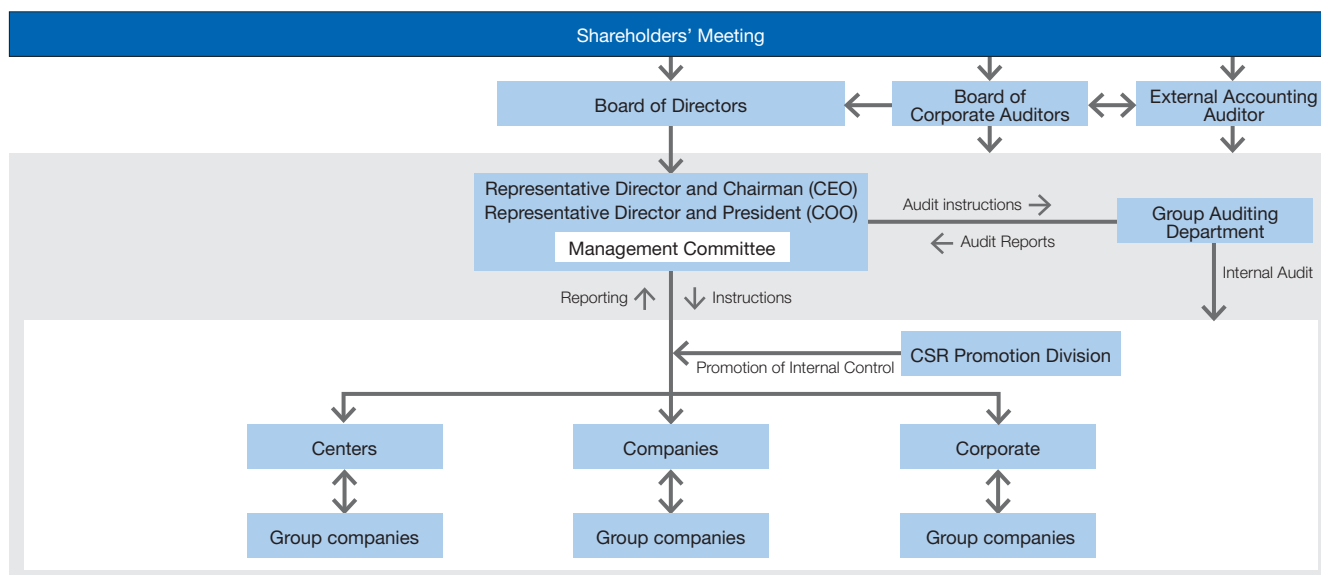 Shareholders’ Meeting
Board of Directors
Board of
Corporate Auditors
External Accounting
Auditor
Representative Director and Chairman (CEO)
Representative Director and President (COO)
Management Committee
Audit instructions
Audit Reports
Group Auditing
Department
Internal Audit
Reporting
Instructions
CSR Promotion Division
Promotion of Internal Control
Centers
Companies
Corporate
Group companies
Group companies
Group companies